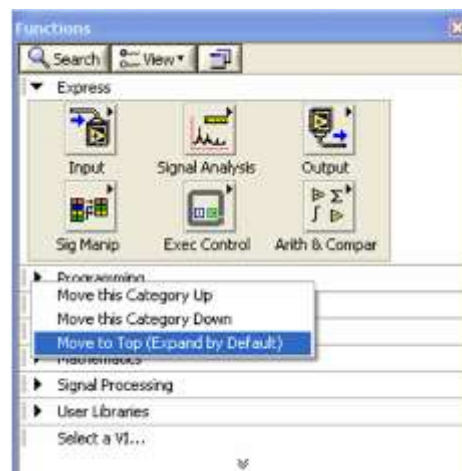 Functions
Search View
Express
Input Signal Analysis Output
Sig Manip Exec Control Arith & Compar
Programming
Move this Category Up
Move this Category Down
Move to Top (Expand by Default)
Mathematics
Signal Processing
User Libraries
Select a VI...